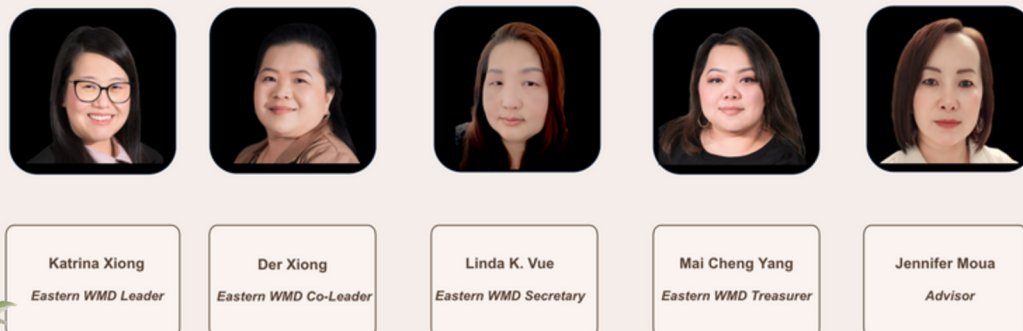 Katrina Xiong
Eastern WMD Leader
Der Xiong
Eastern WMD Co-Leader
Linda K. Vue
Eastern WMD Secretary
Mai Cheng Yang
Eastern WMD Treasurer
Jennifer Moua
Advisor